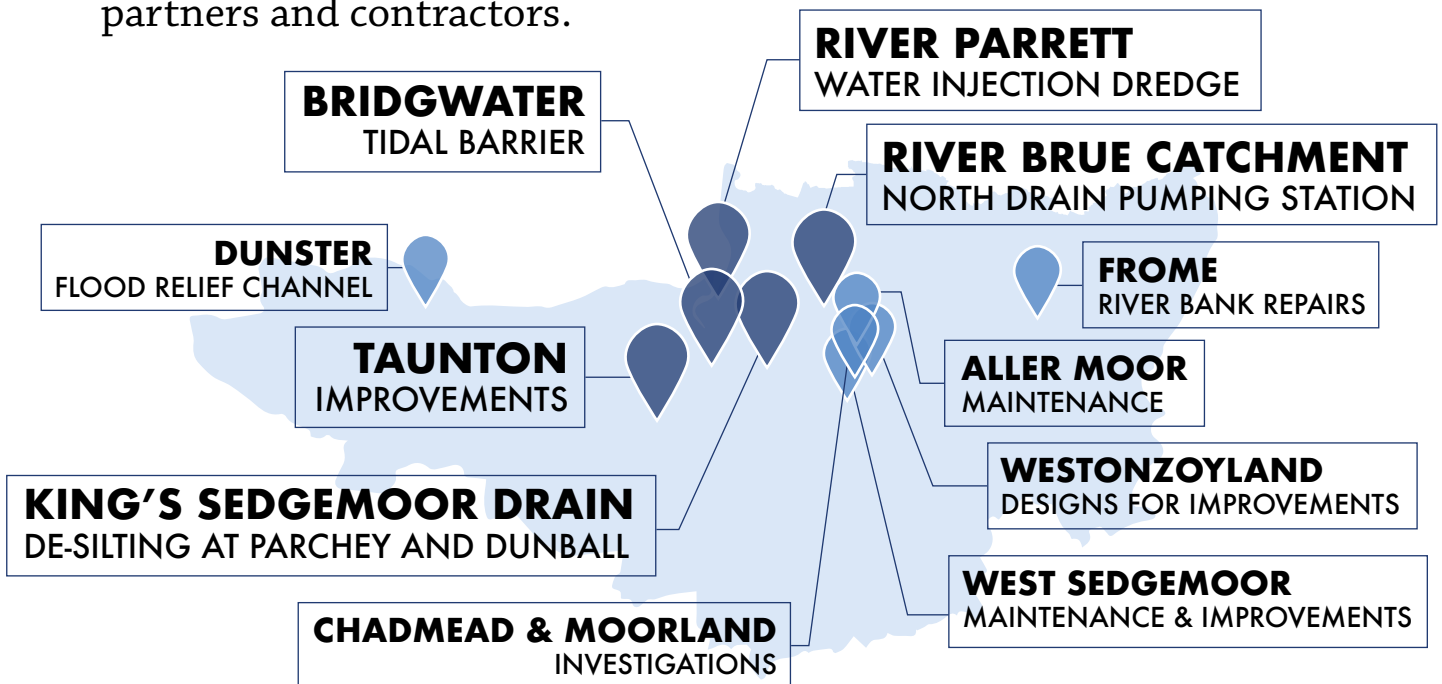 partners and contractors.
RIVER PARRETT
WATER INJECTION DREDGE
BRIDGWATER
TIDAL BARRIER
RIVER BRUE CATCHMENT
NORTH DRAIN PUMPING STATION
DUNSTER
FLOOD RELIEF CHANNEL
FROME
RIVER BANK REPAIRS
TAUNTON
IMPROVEMENTS
ALLER MOOR
MAINTENANCE
WESTONZOYLAND
DESIGNS FOR IMPROVEMENTS
KING’S SEDGEMOOR DRAIN
DE-SILTING AT PARCHEY AND DUNBALL
WEST SEDGEMOOR
MAINTENANCE & IMPROVEMENTS
CHADMEAD & MOORLAND
INVESTIGATIONS